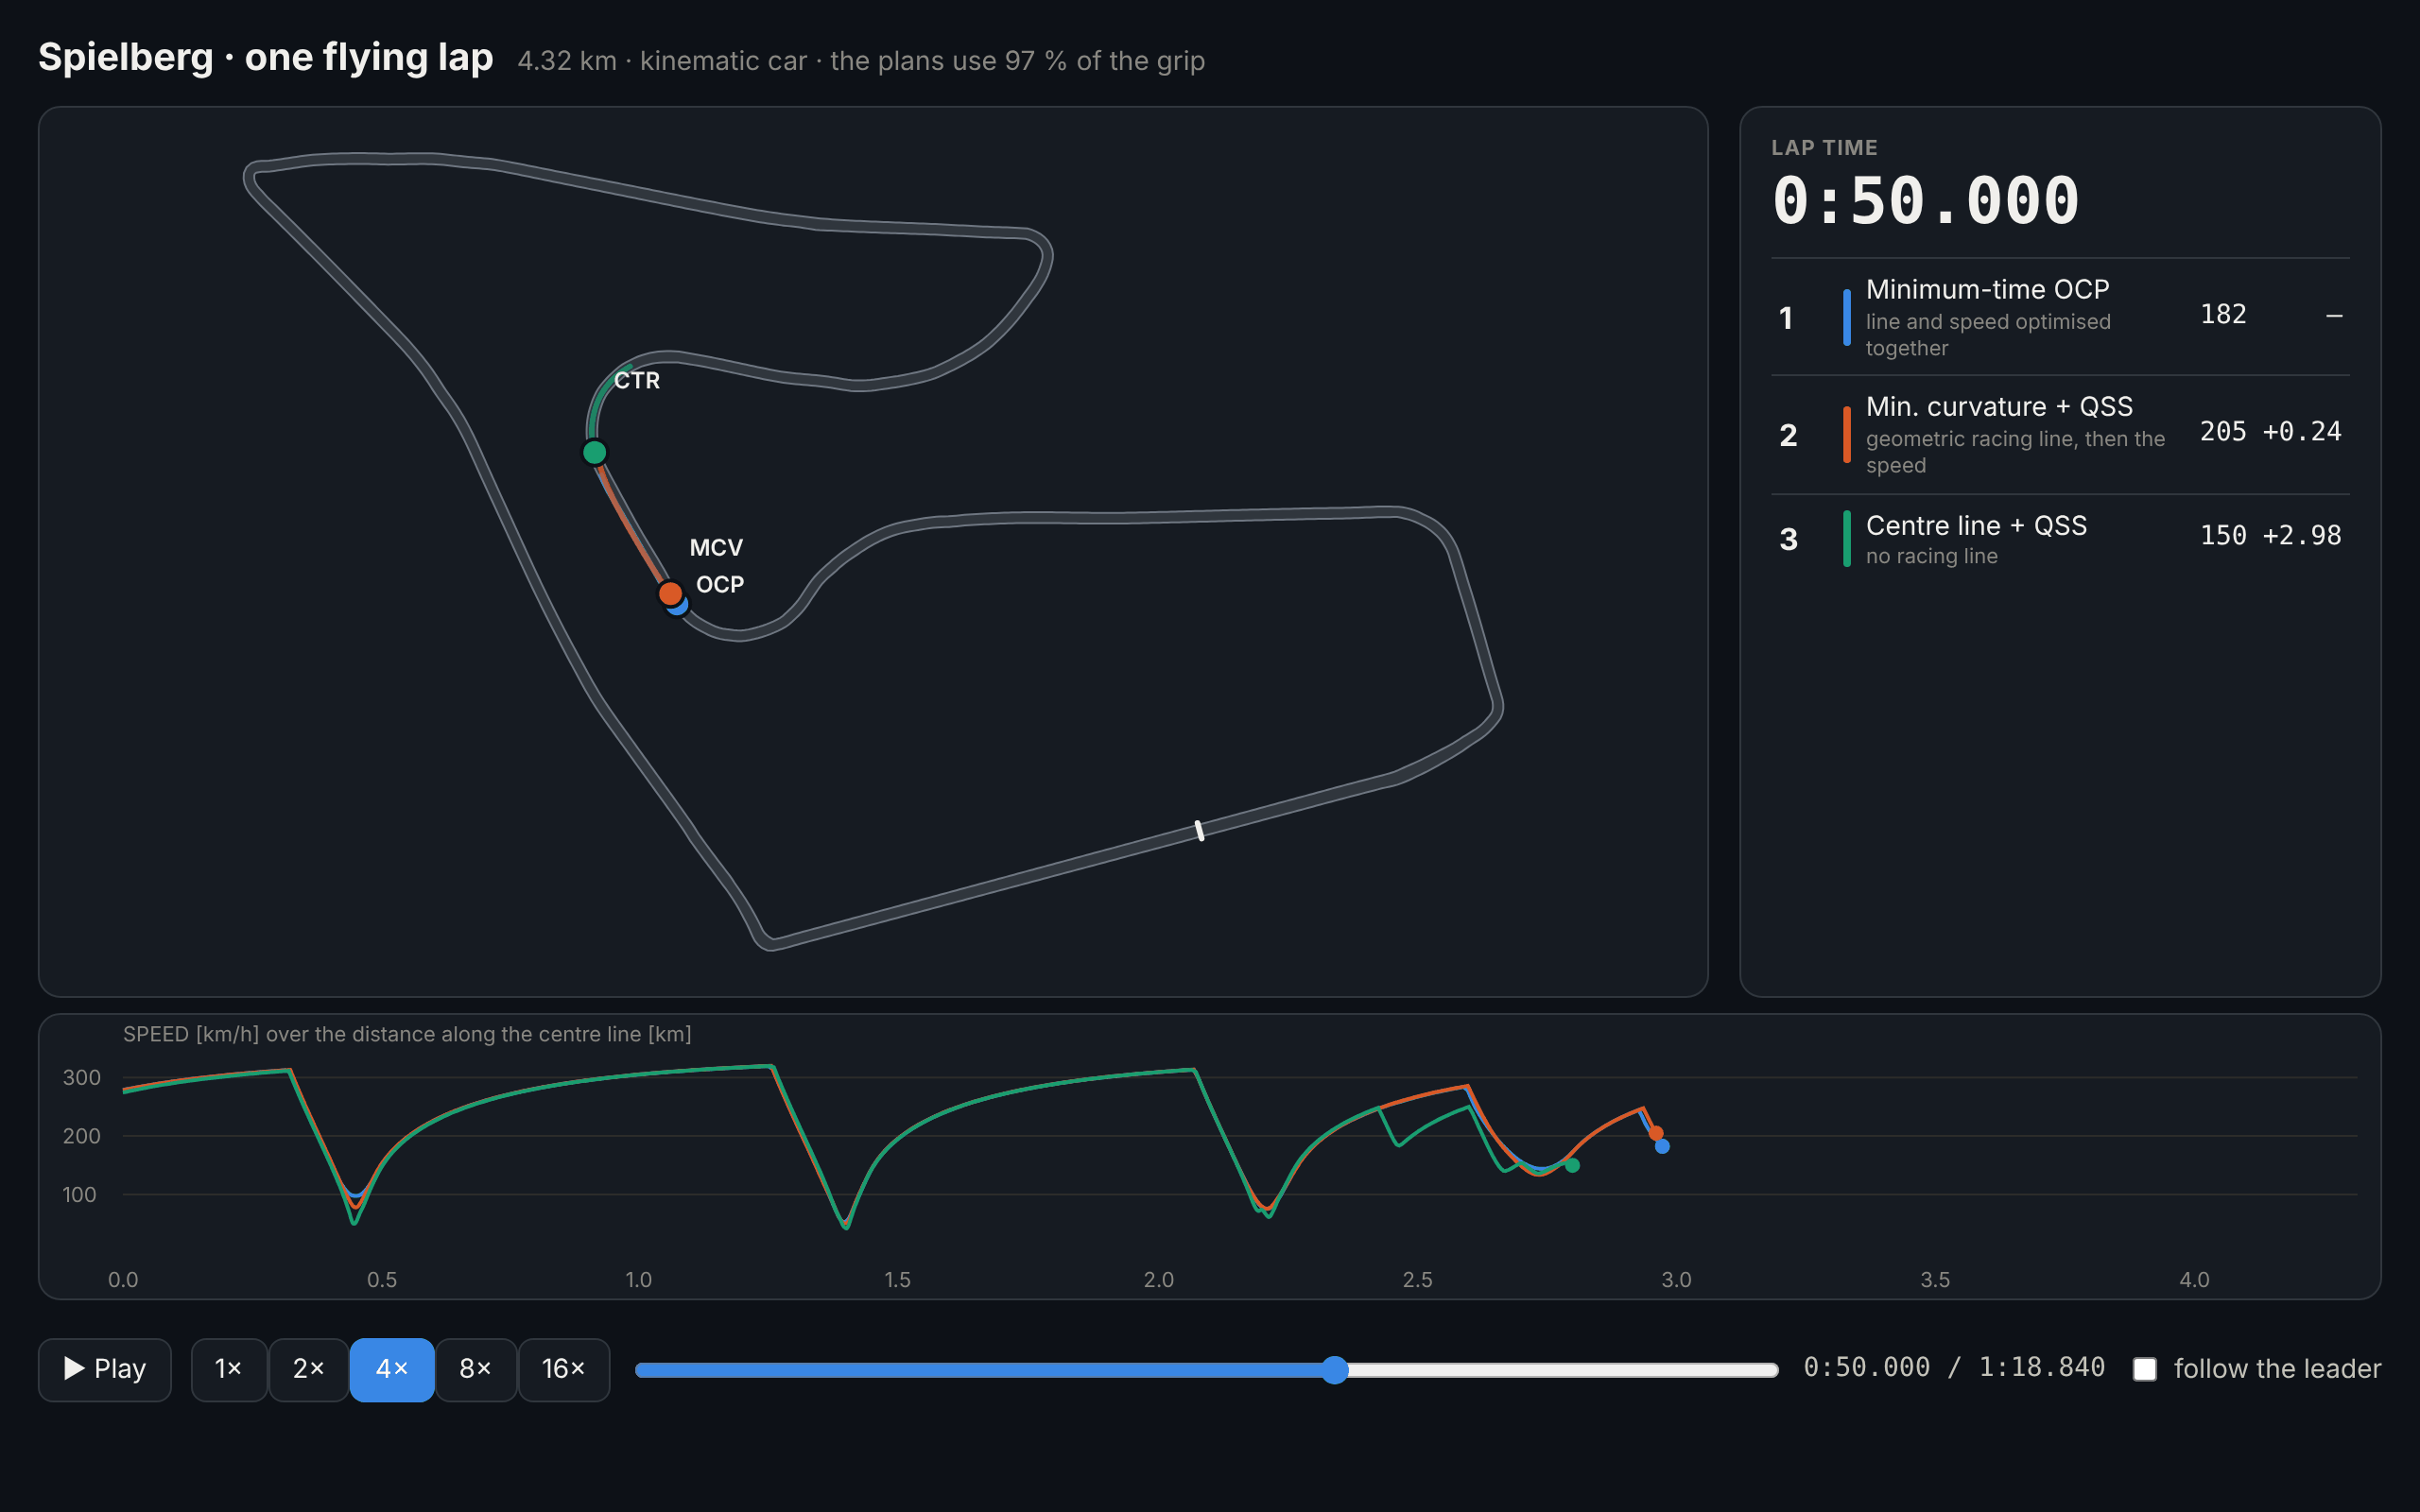 Spielberg · one flying lap 4.32 km · kinematic car · the plans use 97 % of the grip
CTR
MCV
OCP
LAP TIME
0:50.000
1 Minimum-time OCP 182 –
line and speed optimised
together
2 Min. curvature + QSS 205 +0.24
geometric racing line, then the
speed
3 Centre line + QSS 150 +2.98
no racing line
SPEED [km/h] over the distance along the centre line [km]
300
200
100
0.0 0.5 1.0 1.5 2.0 2.5 3.0 3.5 4.0
▶ Play 1× 2× 4× 8× 16× 0:50.000 / 1:18.840 follow the leader